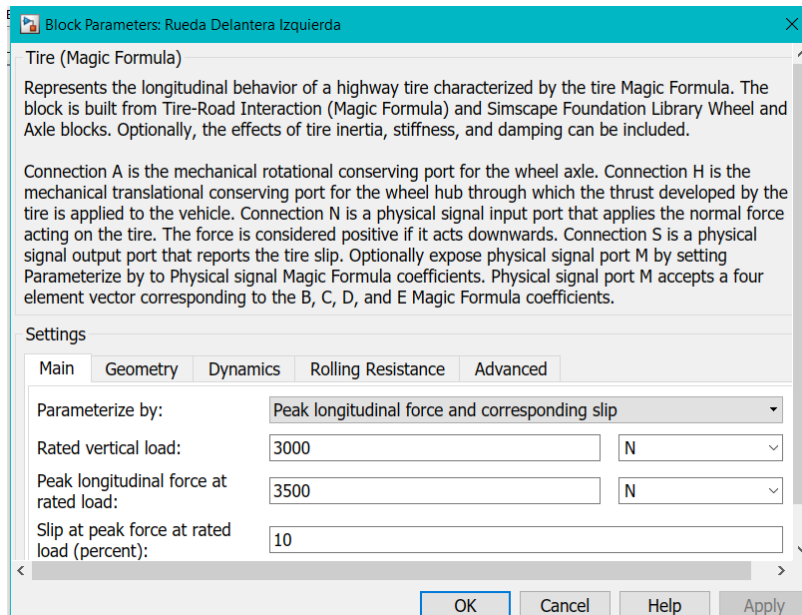 Block Parameters: Rueda Delantera Izquierda
Tire (Magic Formula)
Represents the longitudinal behavior of a highway tire characterized by the tire Magic Formula. The
block is built from Tire-Road Interaction (Magic Formula) and Simscape Foundation Library Wheel and
Axle blocks. Optionally, the effects of tire inertia, stiffness, and damping can be included.
Connection A is the mechanical rotational conserving port for the wheel axle. Connection H is the
mechanical translational conserving port for the wheel hub through which the thrust developed by the
tire is applied to the vehicle. Connection N is a physical signal input port that applies the normal force
acting on the tire. The force is considered positive if it acts downwards. Connection S is a physical
signal output port that reports the tire slip. Optionally expose physical signal port M by setting
Parameterize by to Physical signal Magic Formula coefficients. Physical signal port M accepts a four
element vector corresponding to the B, C, D, and E Magic Formula coefficients.
Settings
Main Geometry Dynamics Rolling Resistance Advanced
Parameterize by: Peak longitudinal force and corresponding slip
Rated vertical load: 3000 N
Peak longitudinal force at
rated load: 3500 N
Slip at peak force at rated
load (percent): 10
OK Cancel Help Apply